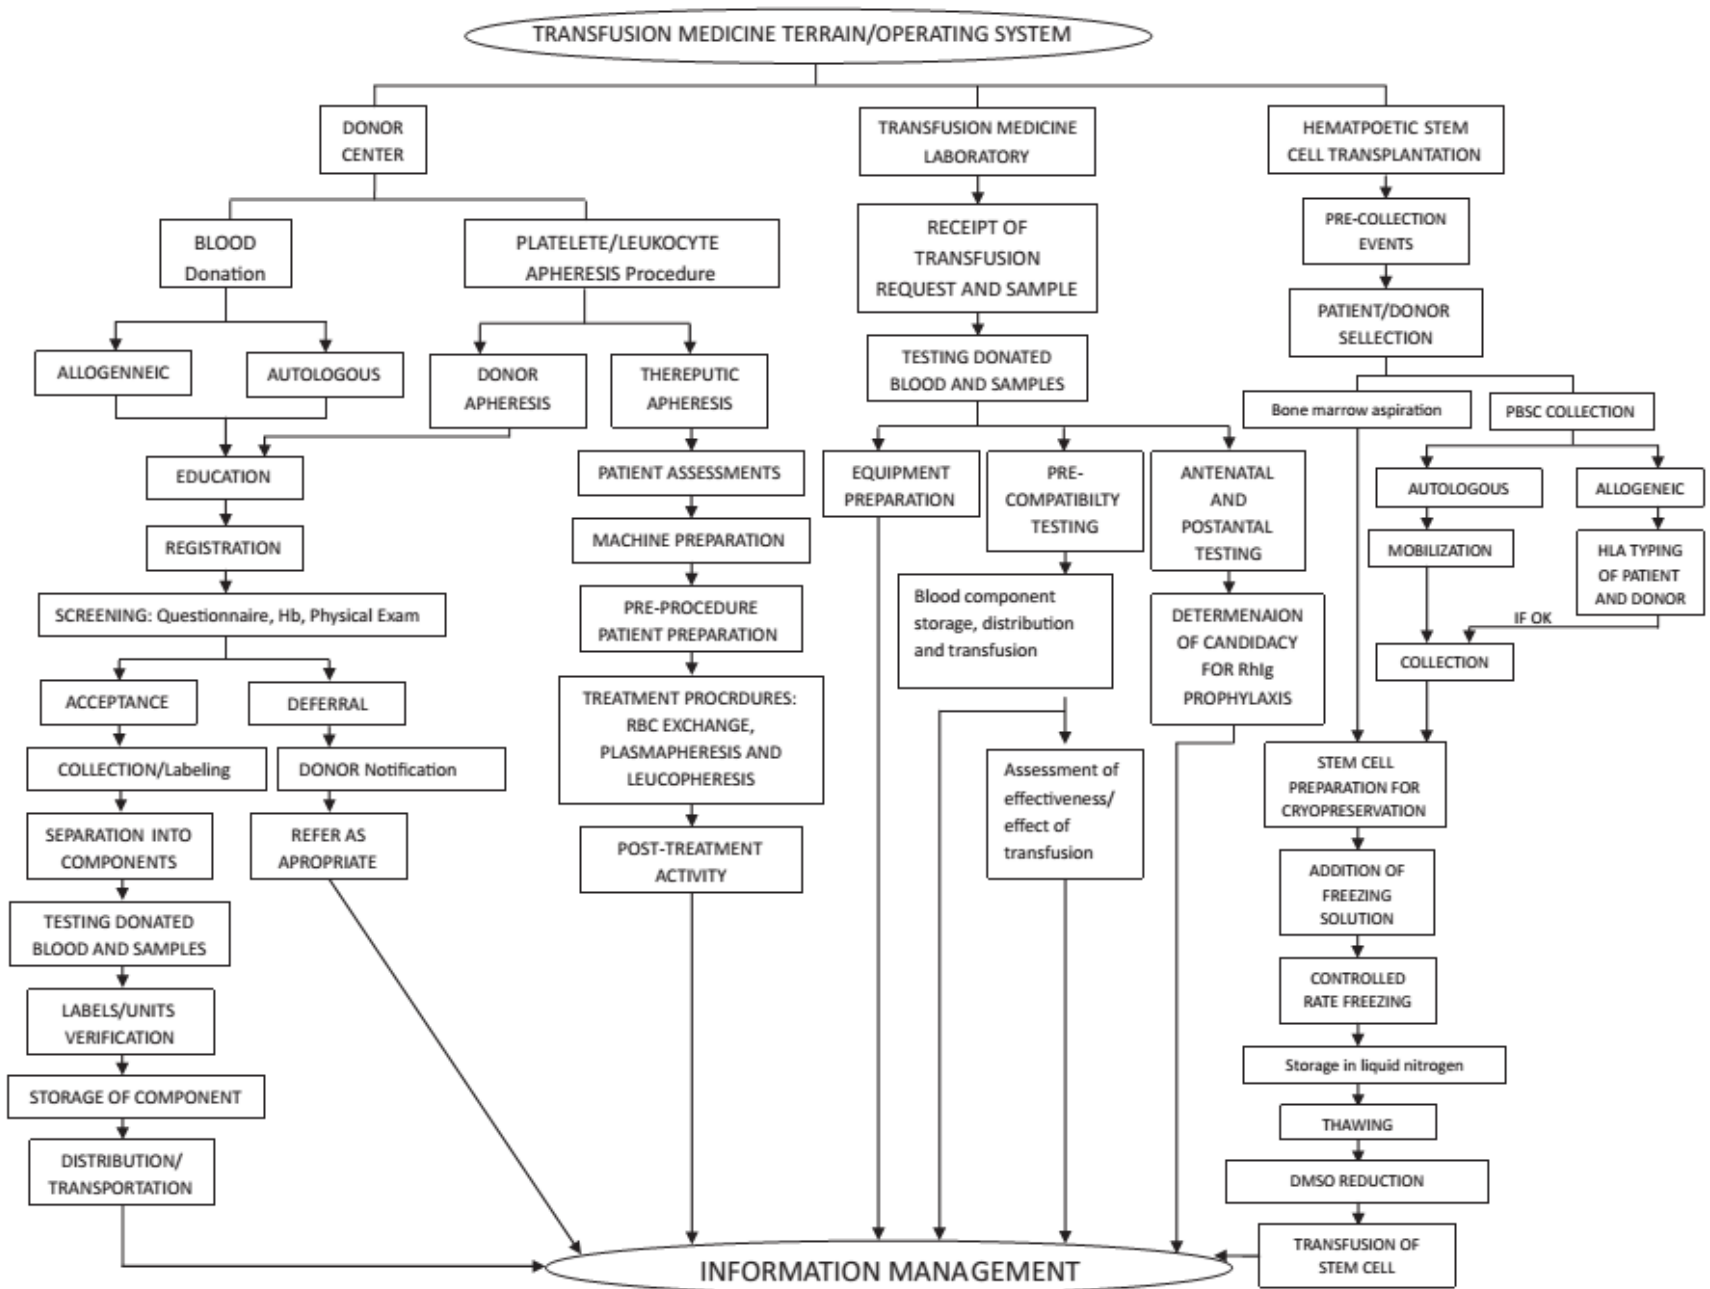 TRANSFUSION MEDICINE TERRAIN/OPERATING SYSTEM
DONOR
CENTER
BLOOD
Donation
ALLOGENNEIC
AUTOLOGOUS
PLATELETE/LEUKOCYTE
APHERESIS Procedure
DONOR
APHERESIS
THEREPUTIC
APHERESIS
EDUCATION
REGISTRATION
SCREENING: Questionnaire, Hb, Physical Exam
ACCEPTANCE
COLLECTION/Labeling
SEPARATION INTO
COMPONENTS
TESTING DONATED
BLOOD AND SAMPLES
LABELS/UNITS
VERIFICATION
STORAGE OF COMPONENT
DISTRIBUTION/
TRANSPORTATION
DEFERRAL
DONOR Notification
REFER AS
APROPRIATE
PATIENT ASSESSMENTS
MACHINE PREPARATION
PRE-PROCEDURE
PATIENT PREPARATION
TREATMENT PROCRDURES:
RBC EXCHANGE,
PLASMAPHERESIS AND
LEUCOPHERESIS
POST-TREATMENT
ACTIVITY
TRANSFUSION MEDICINE
LABORATORY
RECEIPT OF
TRANSFUSION
REQUEST AND SAMPLE
TESTING DONATED
BLOOD AND SAMPLES
EQUIPMENT
PREPARATION
PRE-
COMPATIBILTY
TESTING
Blood component
storage, distribution
and transfusion
Assessment of
effectiveness/
effect of
transfusion
ANTENATAL
AND
POSTANTAL
TESTING
DETERMENAION
OF CANDIDACY
FOR RhIg
PROPHYLAXIS
HEMATPOETIC STEM
CELL TRANSPLANTATION
PRE-COLLECTION
EVENTS
PATIENT/DONOR
SELLECTION
Bone marrow aspiration
PBSC COLLECTION
AUTOLOGOUS
MOBILIZATION
ALLOGENEIC
HLA TYPING
OF PATIENT
AND DONOR
IF OK
COLLECTION
STEM CELL
PREPARATION FOR
CRYOPRESERVATION
ADDITION OF
FREEZING
SOLUTION
CONTROLLED
RATE FREEZING
Storage in liquid nitrogen
THAWING
DMSO REDUCTION
TRANSFUSION OF
STEM CELL
INFORMATION MANAGEMENT